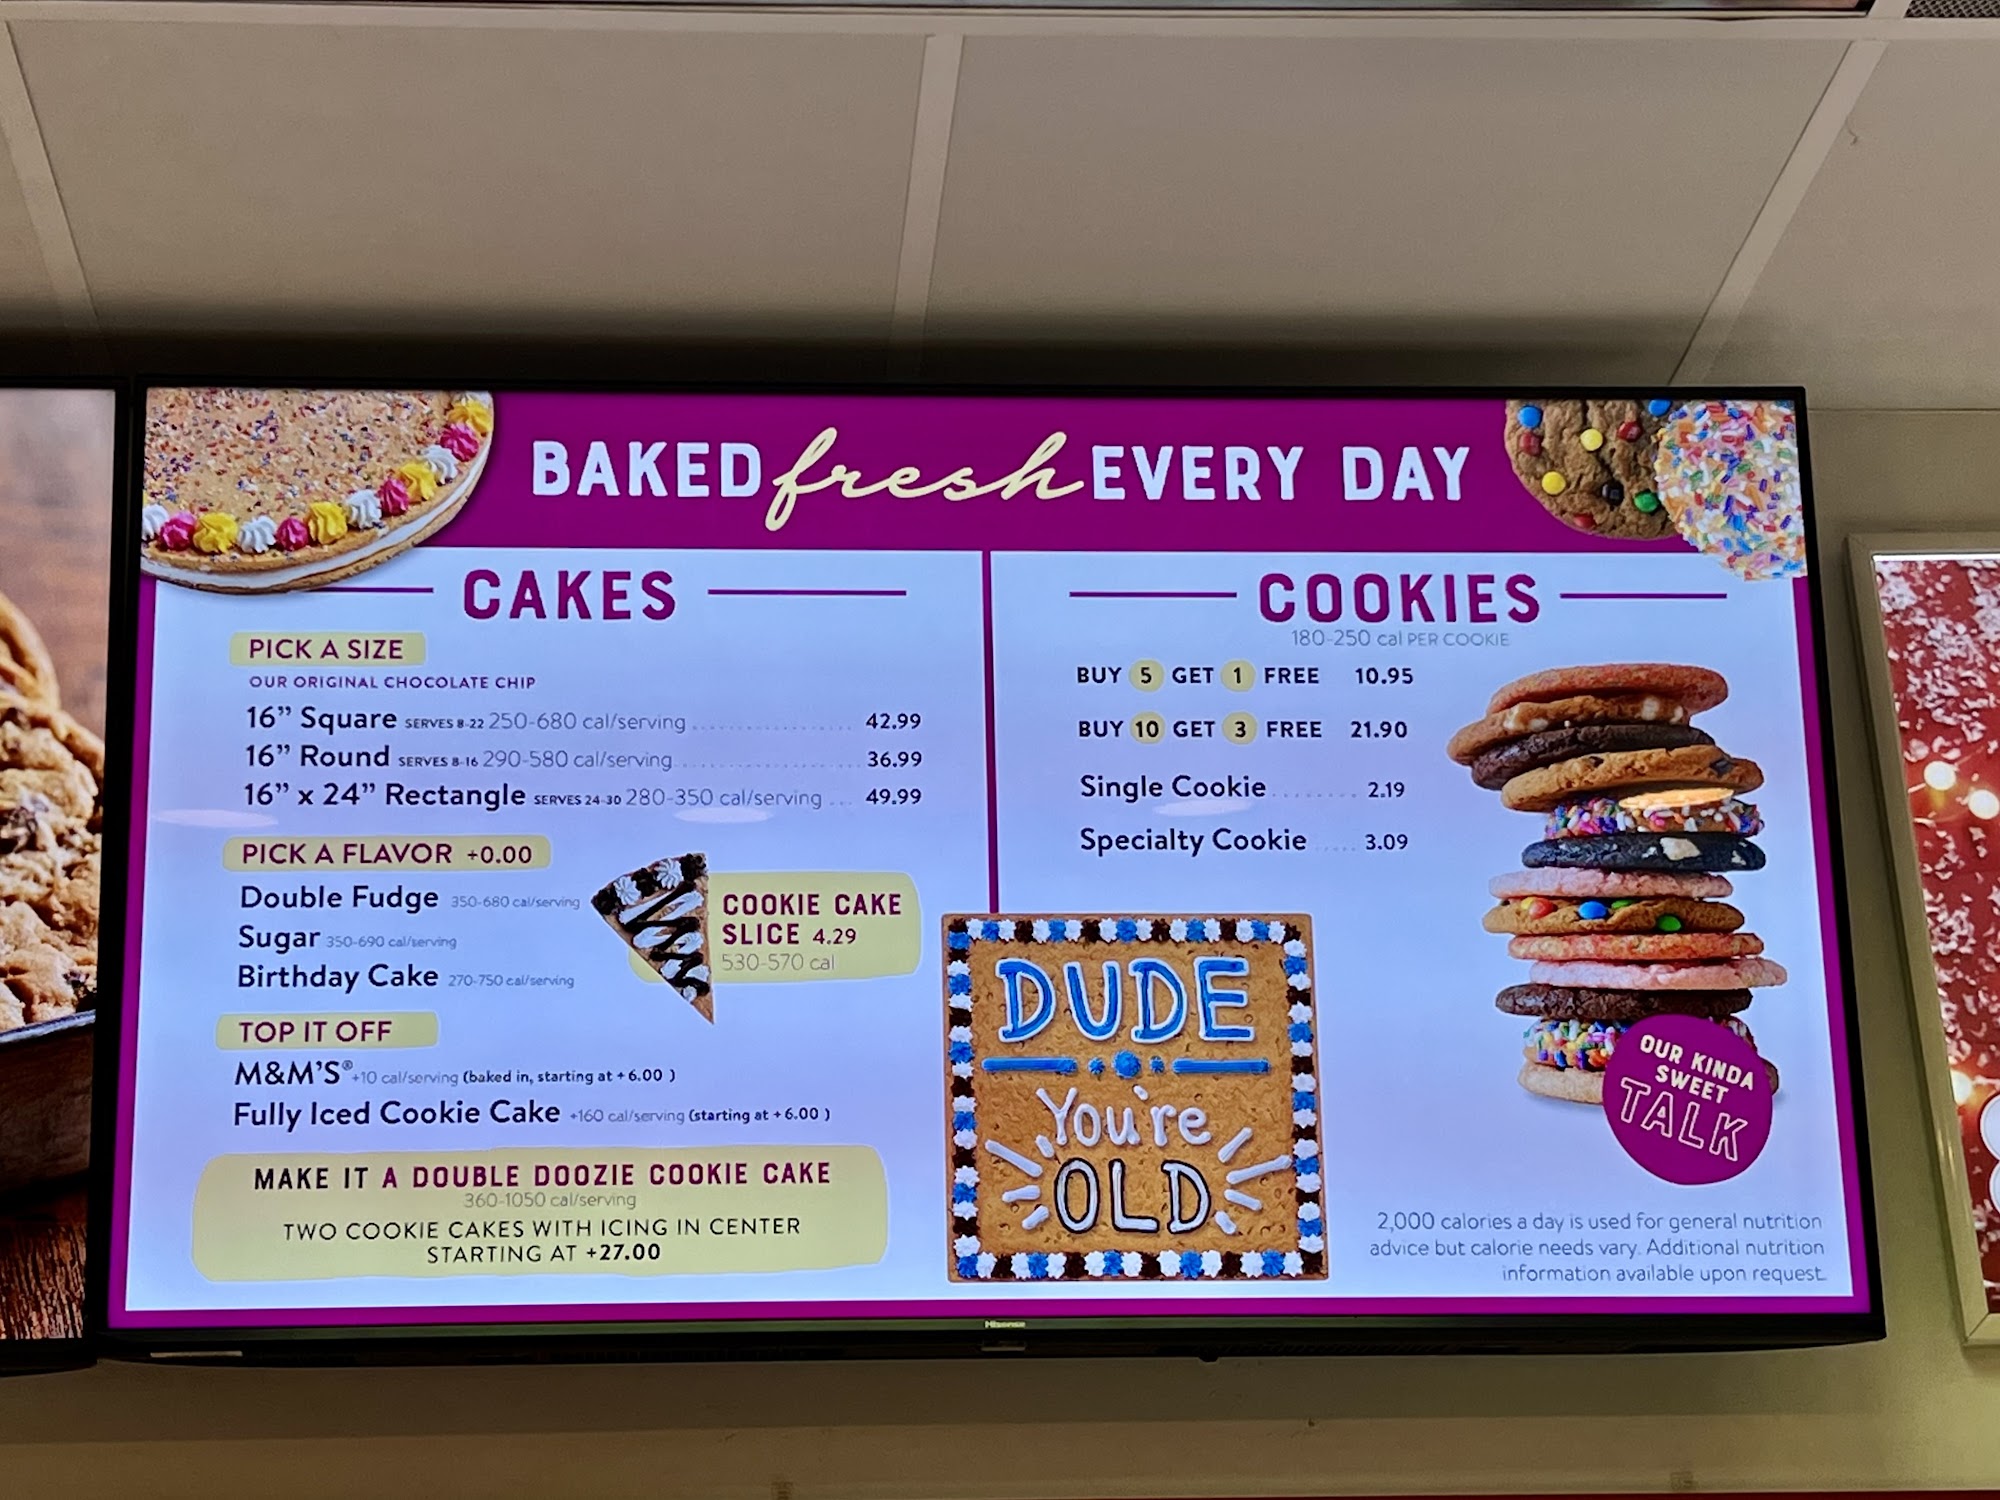 BAKED fresh EVERY DAY
CAKES
PICK A SIZE
OUR ORIGINAL CHOCOLATE CHIP
16” Square SERVES 8-22 250-680 cal/serving 42.99
16” Round SERVES 8-16 290-580 cal/serving 36.99
16” x 24” Rectangle SERVES 24-30 280-350 cal/serving 49.99
PICK A FLAVOR +0.00
Double Fudge 350-680 cal/serving
Sugar 350-690 cal/serving
Birthday Cake 270-750 cal/serving
COOKIE CAKE
SLICE 4.29
530-570 cal
TOP IT OFF
M&M'S® +10 cal/serving (baked in, starting at +6.00 )
Fully Iced Cookie Cake +160 cal/serving (starting at +6.00 )
MAKE IT A DOUBLE DOOZIE COOKIE CAKE
360-1050 cal/serving
TWO COOKIE CAKES WITH ICING IN CENTER
STARTING AT +27.00
COOKIES
180-250 cal PER COOKIE
BUY 5 GET 1 FREE 10.95
BUY 10 GET 3 FREE 21.90
Single Cookie 2.19
Specialty Cookie 3.09
DUDE
You're
OLD
OUR KINDA
SWEET
TALK
2,000 calories a day is used for general nutrition
advice but calorie needs vary. Additional nutrition
information available upon request.
Hisense